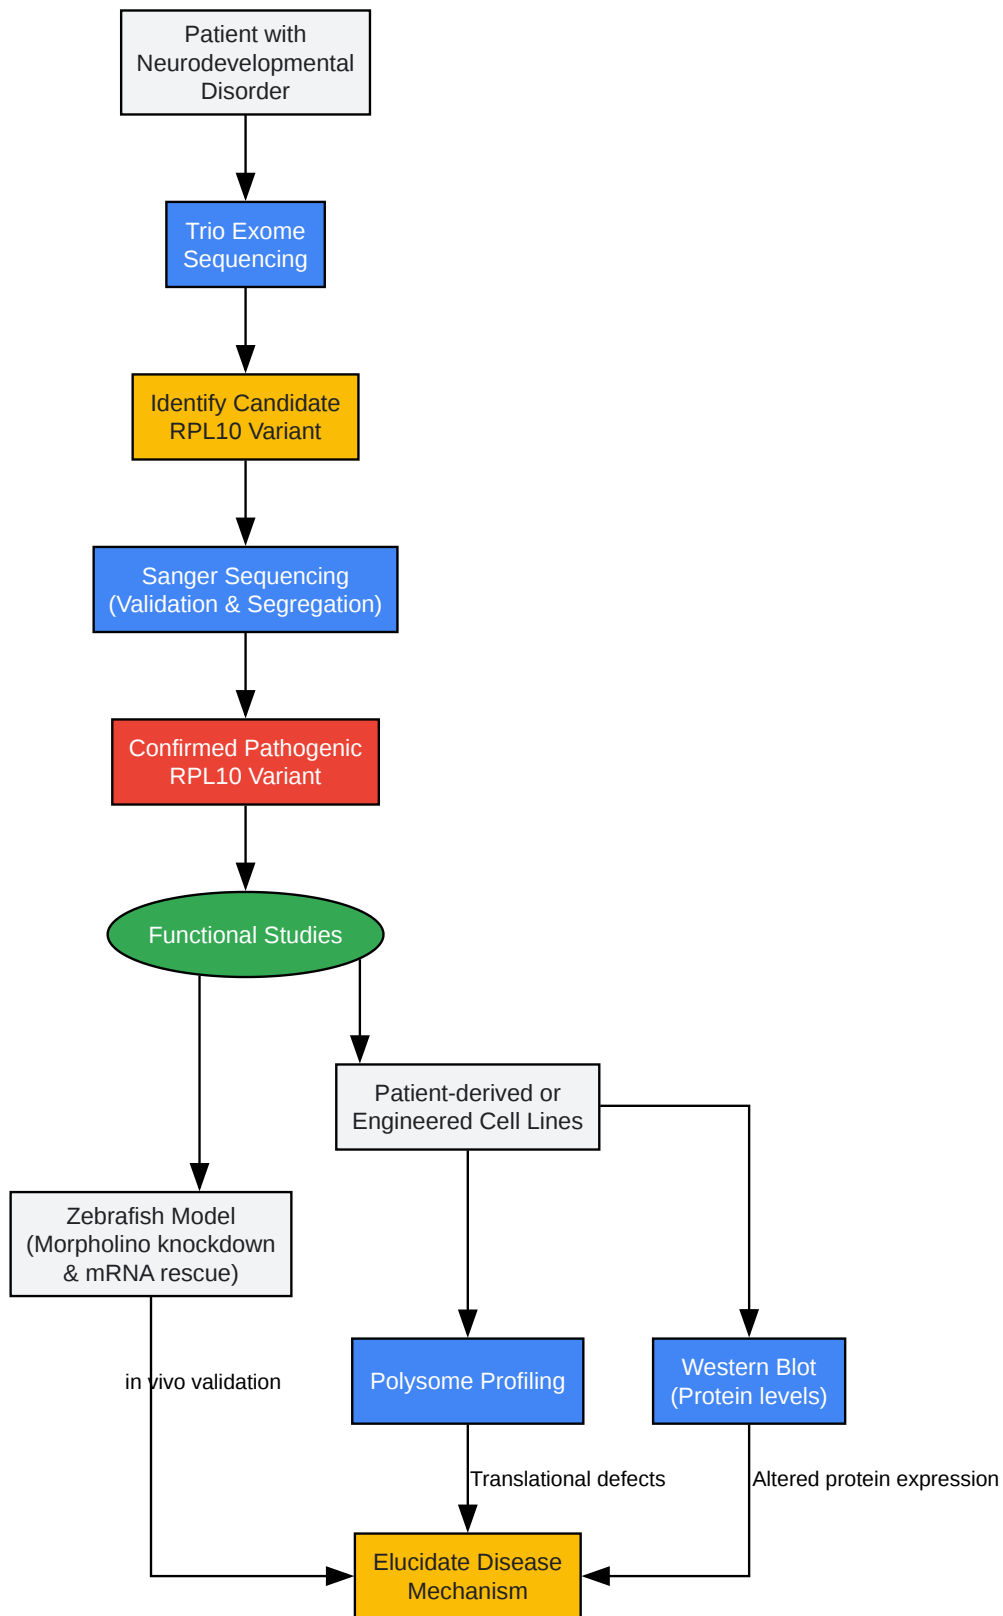 Patient with
Neurodevelopmental
Disorder
Trio Exome
Sequencing
Identify Candidate
RPL10 Variant
Sanger Sequencing
(Validation & Segregation)
Confirmed Pathogenic
RPL10 Variant
Functional Studies
Patient-derived or
Engineered Cell Lines
Zebrafish Model
(Morpholino knockdown
& mRNA rescue)
Polysome Profiling
Western Blot
(Protein levels)
in vivo validation
Translational defects
Altered protein expression
Elucidate Disease
Mechanism